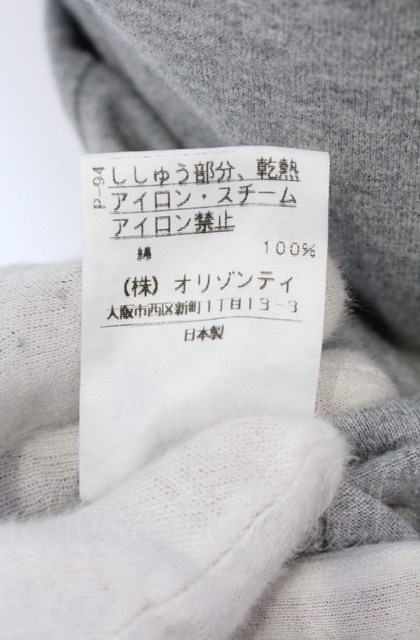 P-94
ししゅう部分、乾熱
アイロン・スチーム
アイロン禁止
綿 100%
(株) オリゾンティ
大阪市西区新町1丁目13-3
日本製